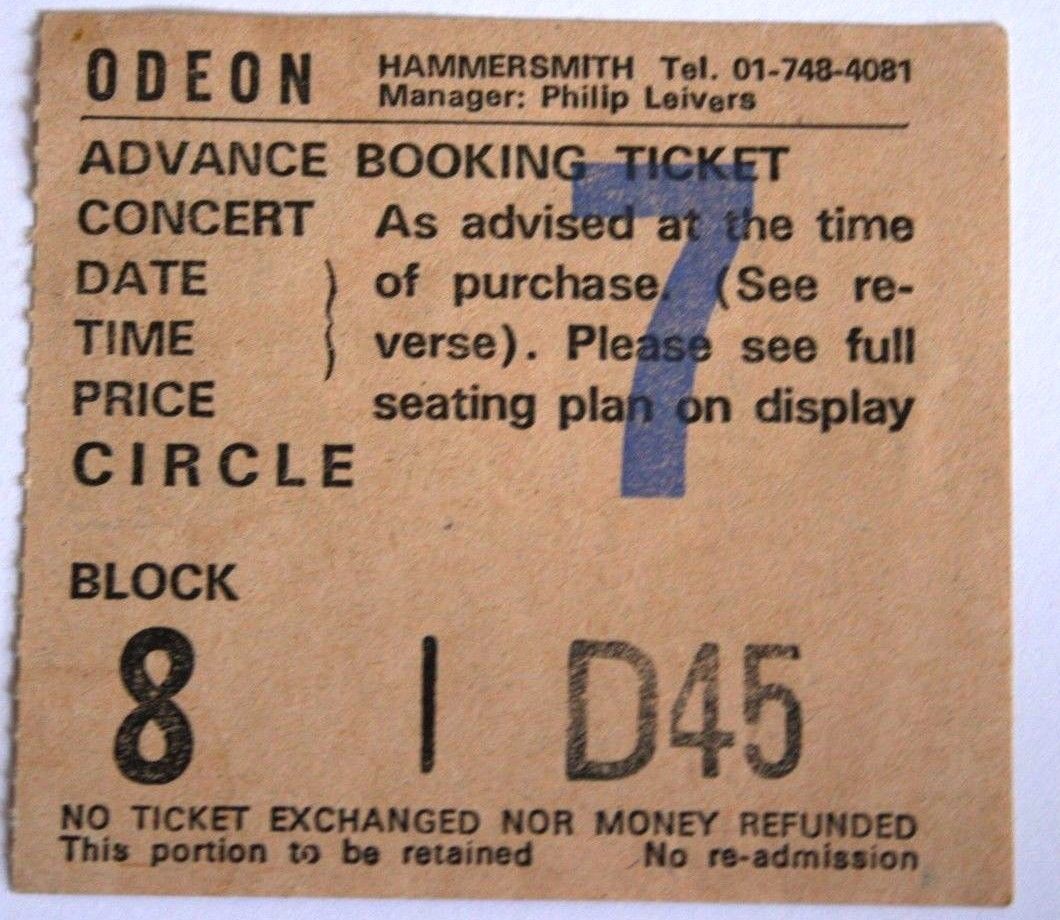 ODEON HAMMERSMITH Tel. 01-748-4081
Manager: Philip Leivers
ADVANCE BOOKING TICKET
CONCERT As advised at the time
DATE of purchase. (See re-
TIME verse). Please see full
PRICE seating plan on display
CIRCLE
7
BLOCK
8 | D45
NO TICKET EXCHANGED NOR MONEY REFUNDED
This portion to be retained No re-admission